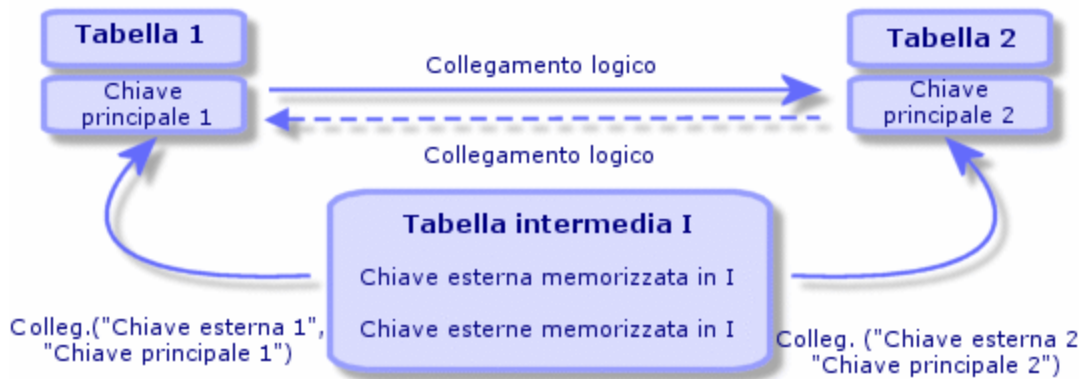 Tabella 1
Tabella 2
Collegamento logico
Chiave
principale 1
Chiave
principale 2
Collegamento logico
Tabella intermedia I
Chiave esterna memorizzata in I
Chiave esterne memorizzata in I
Colleg.("Chiave esterna 1",
"Chiave principale 1")
Colleg. ("Chiave esterna 2
"Chiave principale 2")